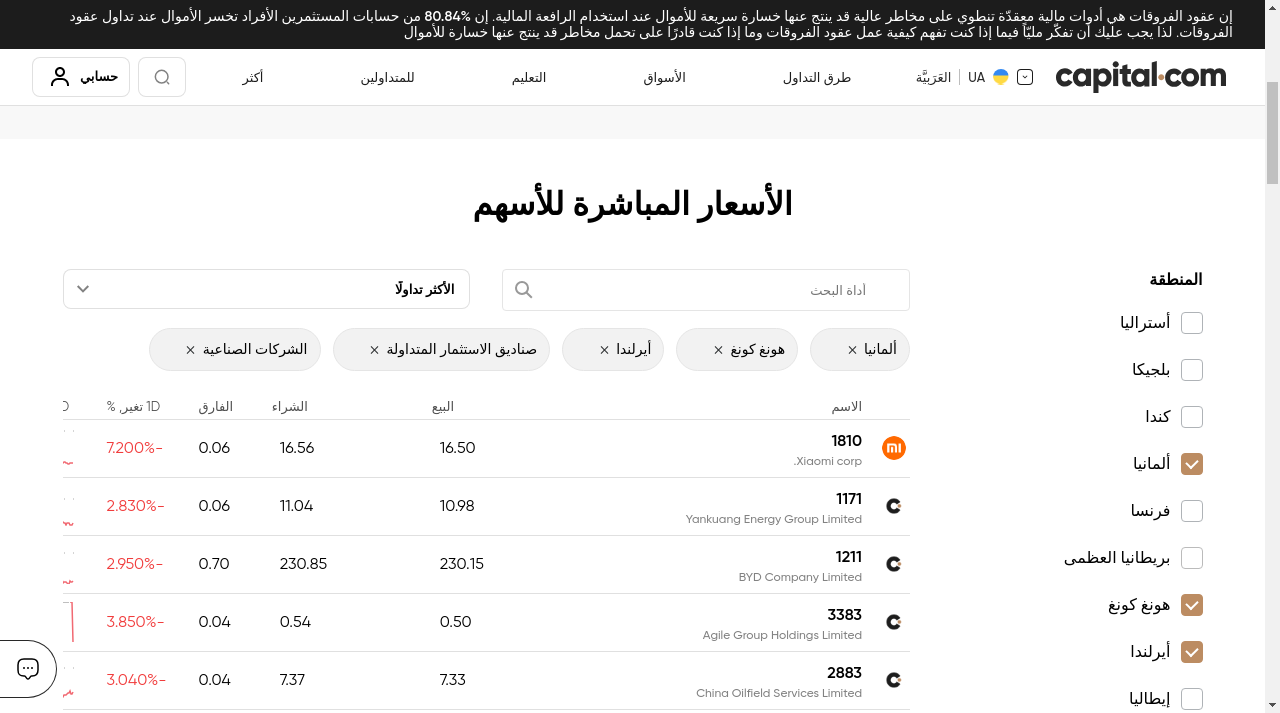 إن عقود الفروقات هي أدوات مالية معقدّة تنطوي على مخاطر عالية قد ينتج عنها خسارة سريعة للأموال عند استخدام الرافعة المالية. إن 80.84% من حسابات المستثمرين الأفراد تخسر الأموال عند تداول عقود
الفروقات. لذا يجب عليك أن تفكّر مليّاً فيما إذا كنت تفهم كيفية عمل عقود الفروقات وما إذا كنت قادرًا على تحمل مخاطر قد ينتج عنها خسارة للأموال
capital.com
UA
العَرَبيَّة
طرق التداول
الأسواق
التعليم
للمتداولين
أكثر
حسابي
الأسعار المباشرة للأسهم
المنطقة
أستراليا
بلجيكا
كندا
ألمانيا
فرنسا
بريطانيا العظمى
هونغ كونغ
أيرلندا
إيطاليا
أداة البحث
الأكثر تداولًا
ألمانيا
هونغ كونغ
أيرلندا
صناديق الاستثمار المتداولة
الشركات الصناعية
الاسم البيع الشراء الفارق 1D تغير, %
1810 16.50 16.56 0.06 -7.200%
Xiaomi corp.
1171 10.98 11.04 0.06 -2.830%
Yankuang Energy Group Limited
1211 230.15 230.85 0.70 -2.950%
BYD Company Limited
3383 0.50 0.54 0.04 -3.850%
Agile Group Holdings Limited
2883 7.33 7.37 0.04 -3.040%
China Oilfield Services Limited